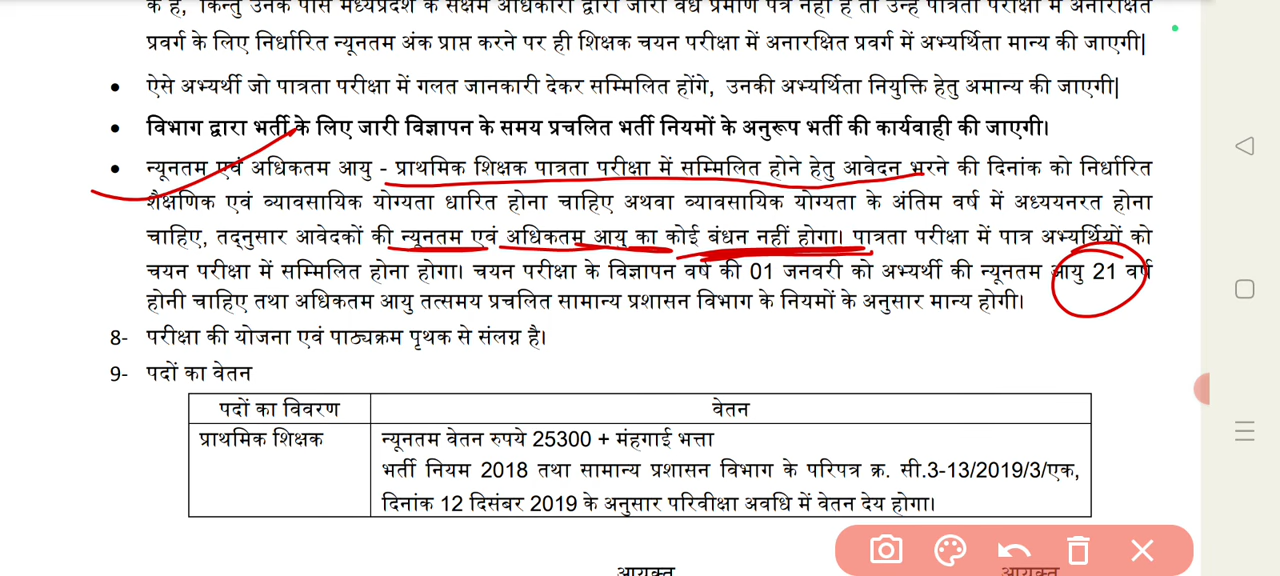 के हैं, किन्तु उनके पास मध्यप्रदेश के सक्षम अधिकारी द्वारा जारी वैध प्रमाण पत्र नहीं है तो उन्हें पात्रता परीक्षा में अनारक्षित
प्रवर्ग के लिए निर्धारित न्यूनतम अंक प्राप्त करने पर ही शिक्षक चयन परीक्षा में अनारक्षित प्रवर्ग में अभ्यर्थिता मान्य की जाएगी|
• ऐसे अभ्यर्थी जो पात्रता परीक्षा में गलत जानकारी देकर सम्मिलित होंगे, उनकी अभ्यर्थिता नियुक्ति हेतु अमान्य की जाएगी|
• विभाग द्वारा भर्ती के लिए जारी विज्ञापन के समय प्रचलित भर्ती नियमों के अनुरूप भर्ती की कार्यवाही की जाएगी।
• न्यूनतम एवं अधिकतम आयु - प्राथमिक शिक्षक पात्रता परीक्षा में सम्मिलित होने हेतु आवेदन भरने की दिनांक को निर्धारित
शैक्षणिक एवं व्यावसायिक योग्यता धारित होना चाहिए अथवा व्यावसायिक योग्यता के अंतिम वर्ष में अध्ययनरत होना
चाहिए, तद्नुसार आवेदकों की न्यूनतम एवं अधिकतम आयु का कोई बंधन नहीं होगा। पात्रता परीक्षा में पात्र अभ्यर्थियों को
चयन परीक्षा में सम्मिलित होना होगा। चयन परीक्षा के विज्ञापन वर्ष की 01 जनवरी को अभ्यर्थी की न्यूनतम आयु 21 वर्ष
होनी चाहिए तथा अधिकतम आयु तत्समय प्रचलित सामान्य प्रशासन विभाग के नियमों के अनुसार मान्य होगी।
8- परीक्षा की योजना एवं पाठ्यक्रम पृथक से संलग्न है।
9- पदों का वेतन
पदों का विवरण वेतन
प्राथमिक शिक्षक न्यूनतम वेतन रुपये 25300 + मंहगाई भत्ता
भर्ती नियम 2018 तथा सामान्य प्रशासन विभाग के परिपत्र क्र. सी.3-13/2019/3/एक,
दिनांक 12 दिसंबर 2019 के अनुसार परिवीक्षा अवधि में वेतन देय होगा।
आयुक्त आयुक्त